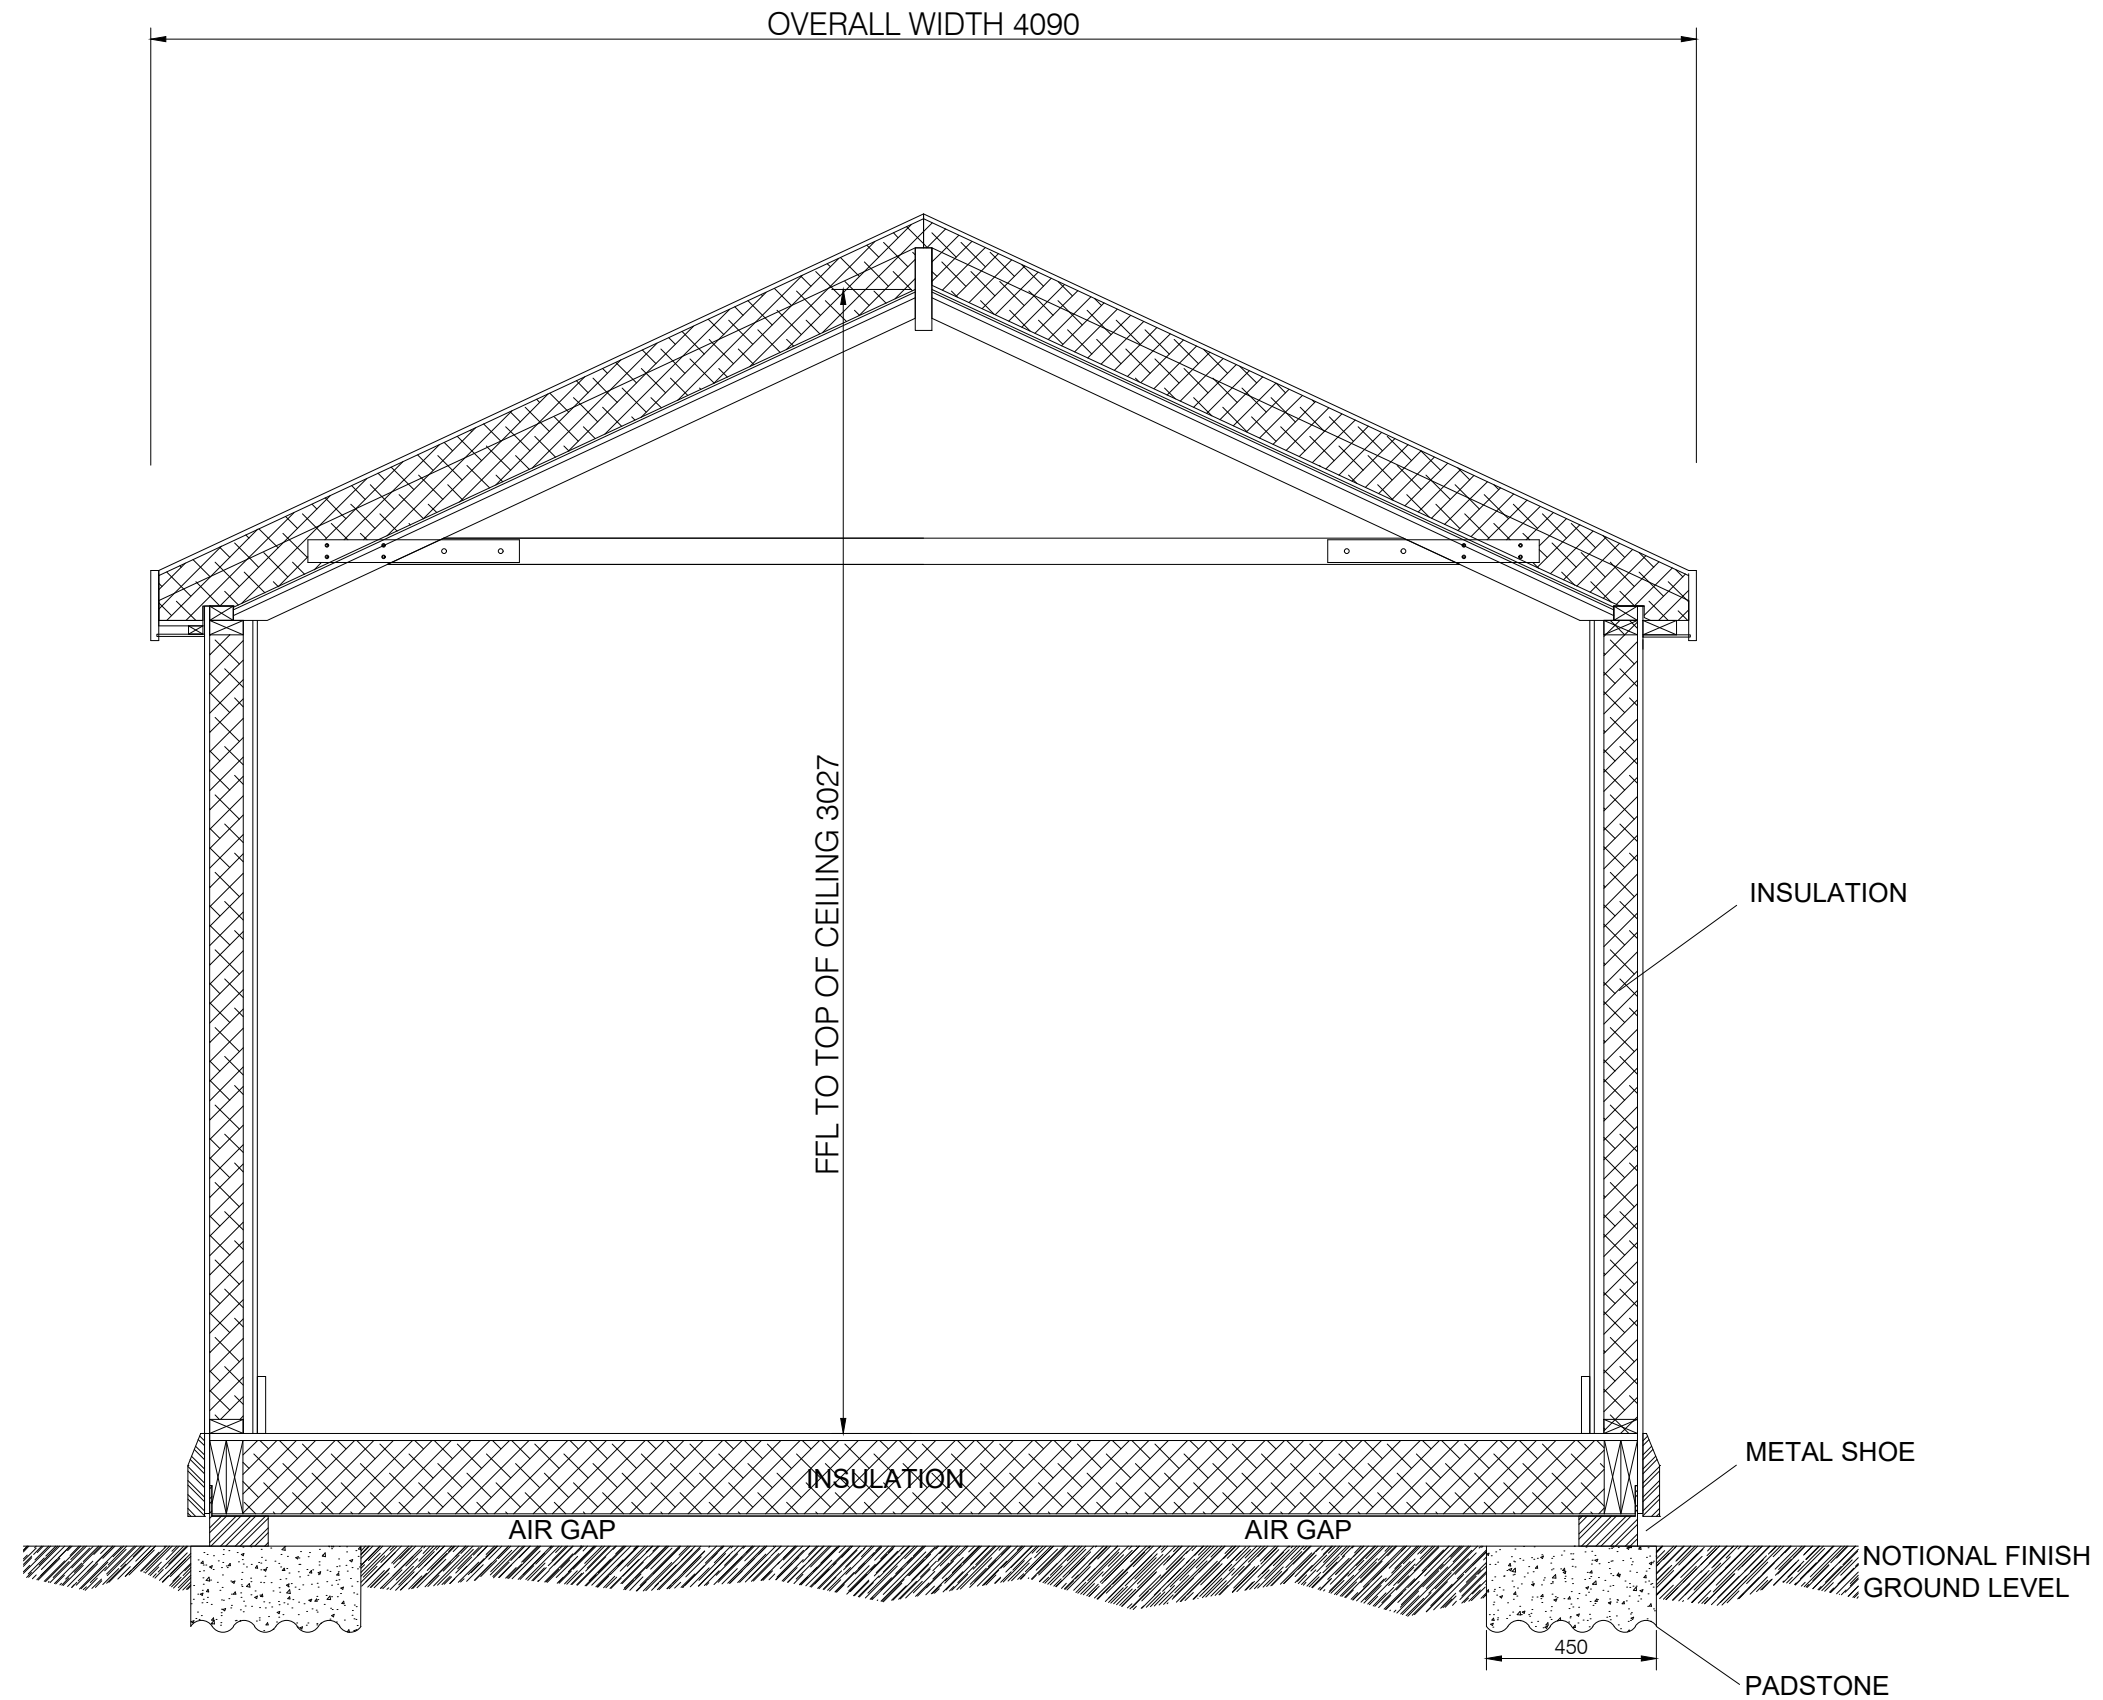 OVERALL WIDTH 4090
FFL TO TOP OF CEILING 3027
INSULATION
METAL SHOE
INSULATION
AIR GAP
AIR GAP
NOTIONAL FINISH
GROUND LEVEL
450
PADSTONE